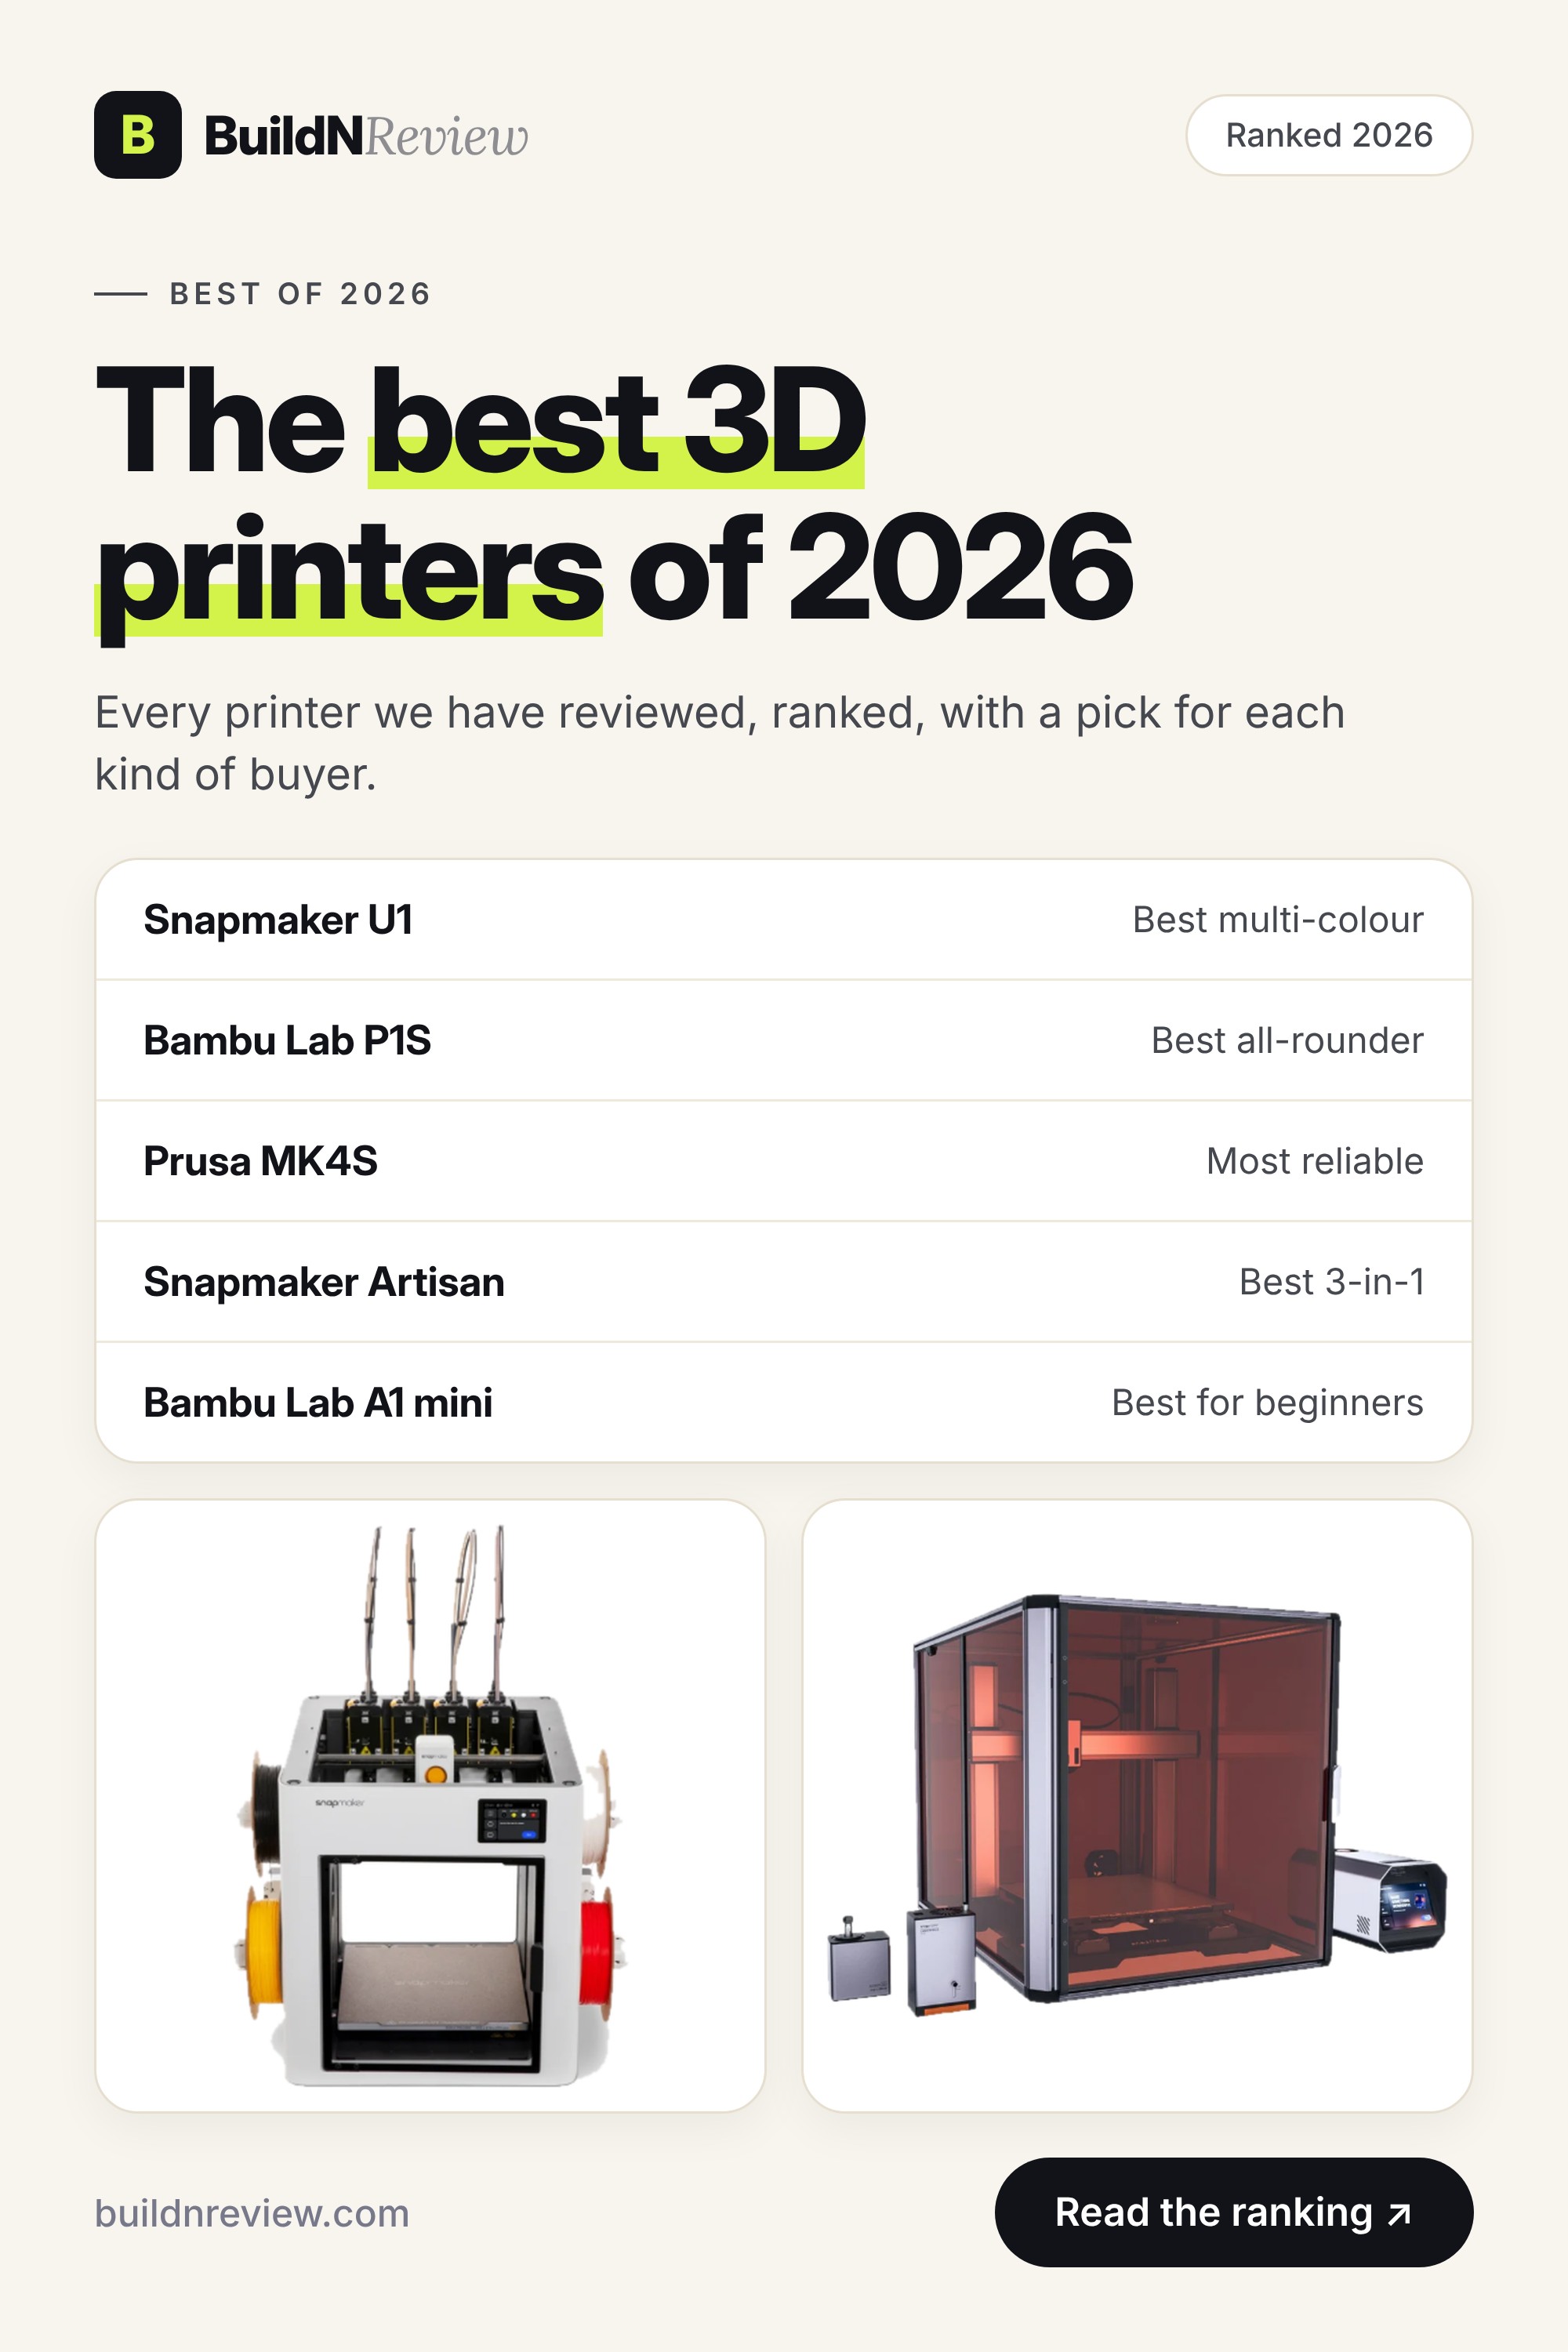 B
BuildNReview
Ranked 2026
BEST OF 2026
The best 3D
printers of 2026
Every printer we have reviewed, ranked, with a pick for each
kind of buyer.
Snapmaker U1
Best multi-colour
Bambu Lab P1S
Best all-rounder
Prusa MK4S
Most reliable
Snapmaker Artisan
Best 3-in-1
Bambu Lab A1 mini
Best for beginners
snapmaker
buildnreview.com
Read the ranking ↗